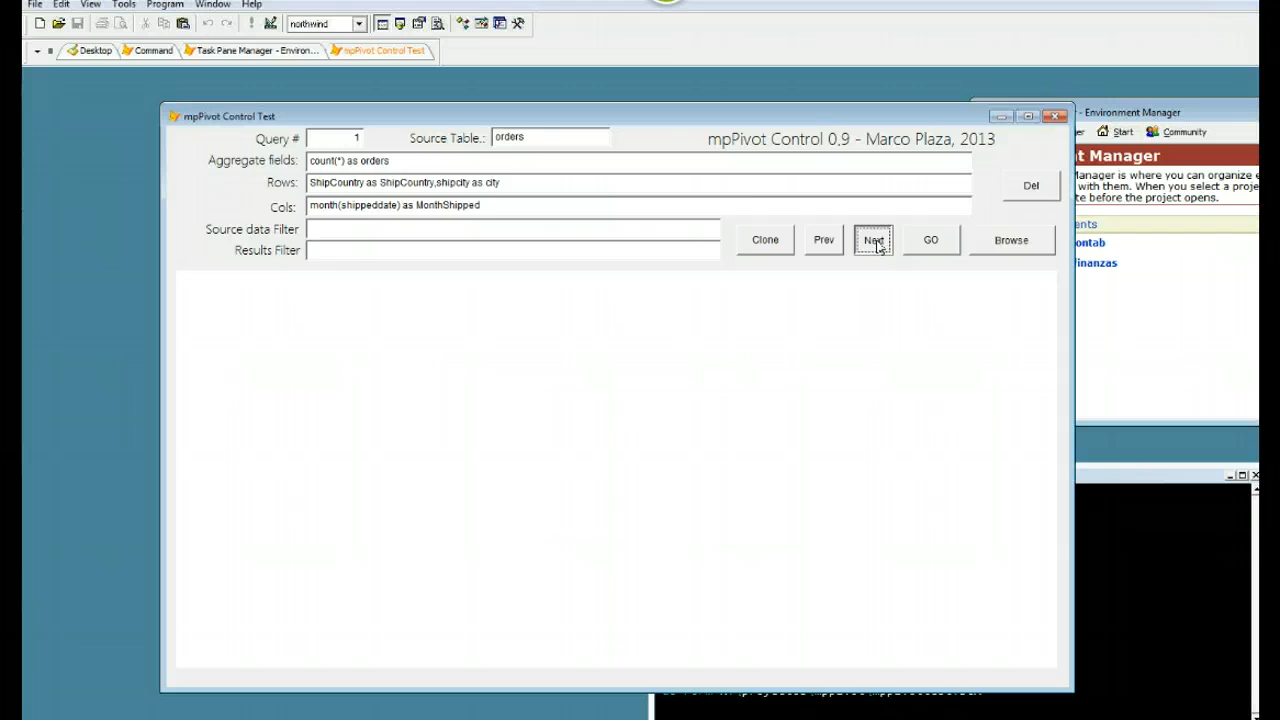 File Edit View Tools Program Window Help
northwind
Desktop Command Task Pane Manager - Environ... mpPivot Control Test
mpPivot Control Test
Query # 1 Source Table.: orders mpPivot Control 0.9 - Marco Plaza, 2013
Aggregate fields: count(*) as orders
Rows: ShipCountry as ShipCountry,shipcity as city
Del
Cols: month(shippeddate) as MonthShipped
Source data Filter
Clone Prev Next GO Browse
Results Filter
- Environment Manager
Start Community
t Manager
Manager is where you can organize e
with them. When you select a proje
te before the project opens.
ents
ontab
Finanzas